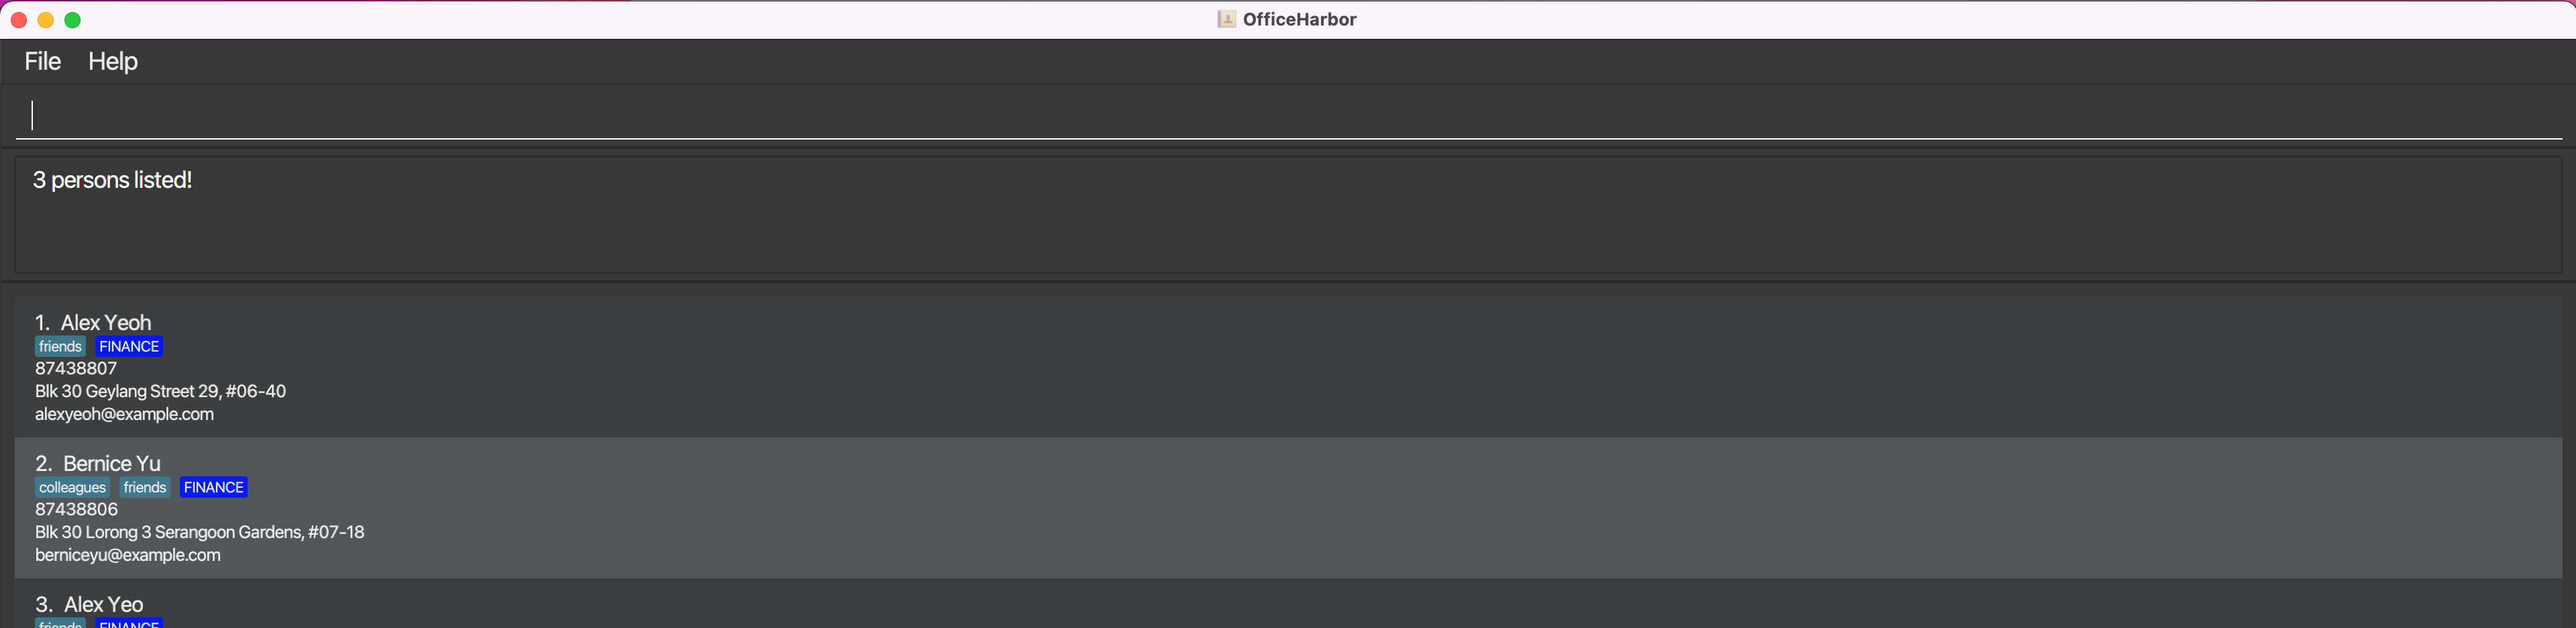 OfficeHarbor
File Help
3 persons listed!
1. Alex Yeoh
friends FINANCE
87438807
Blk 30 Geylang Street 29, #06-40
alexyeoh@example.com
2. Bernice Yu
colleagues friends FINANCE
87438806
Blk 30 Lorong 3 Serangoon Gardens, #07-18
berniceyu@example.com
3. Alex Yeo
friends FINANCE